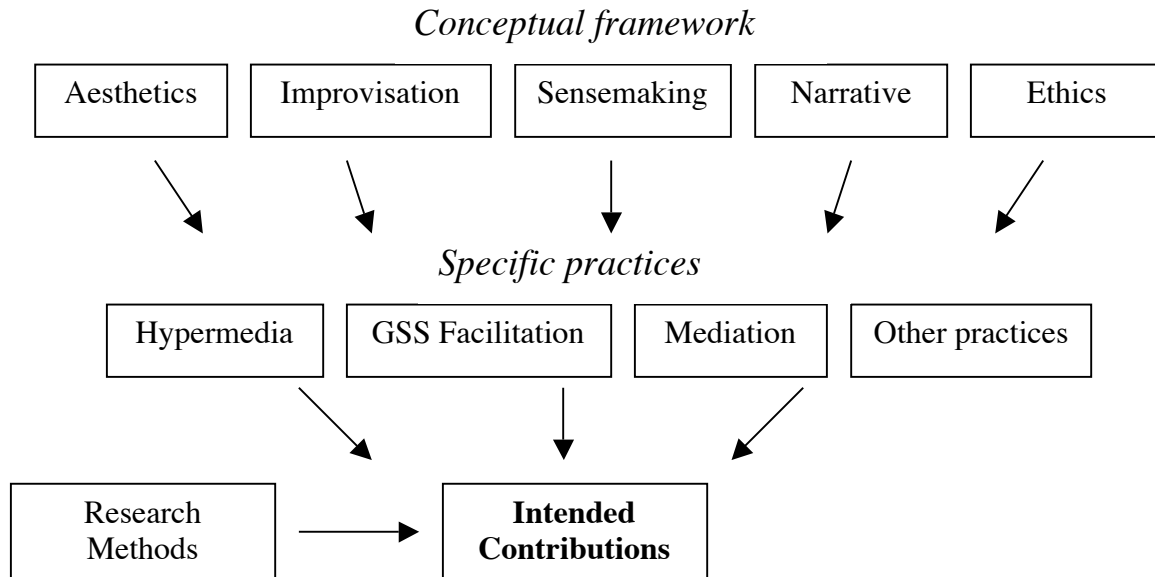 Conceptual framework
Aesthetics
Improvisation
Sensemaking
Narrative
Ethics
Specific practices
Hypermedia
GSS Facilitation
Mediation
Other practices
Research
Methods
Intended
Contributions